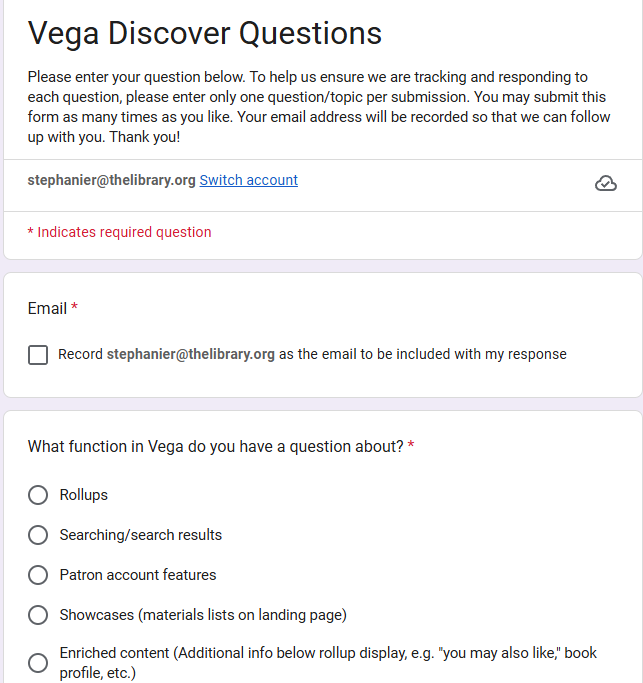 Vega Discover Questions
Please enter your question below. To help us ensure we are tracking and responding to
each question, please enter only one question/topic per submission. You may submit this
form as many times as you like. Your email address will be recorded so that we can follow
up with you. Thank you!
stephanier@thelibrary.org Switch account
* Indicates required question
Email *
Record stephanier@thelibrary.org as the email to be included with my response
What function in Vega do you have a question about? *
Rollups
Searching/search results
Patron account features
Showcases (materials lists on landing page)
Enriched content (Additional info below rollup display, e.g. "you may also like," book
profile, etc.)